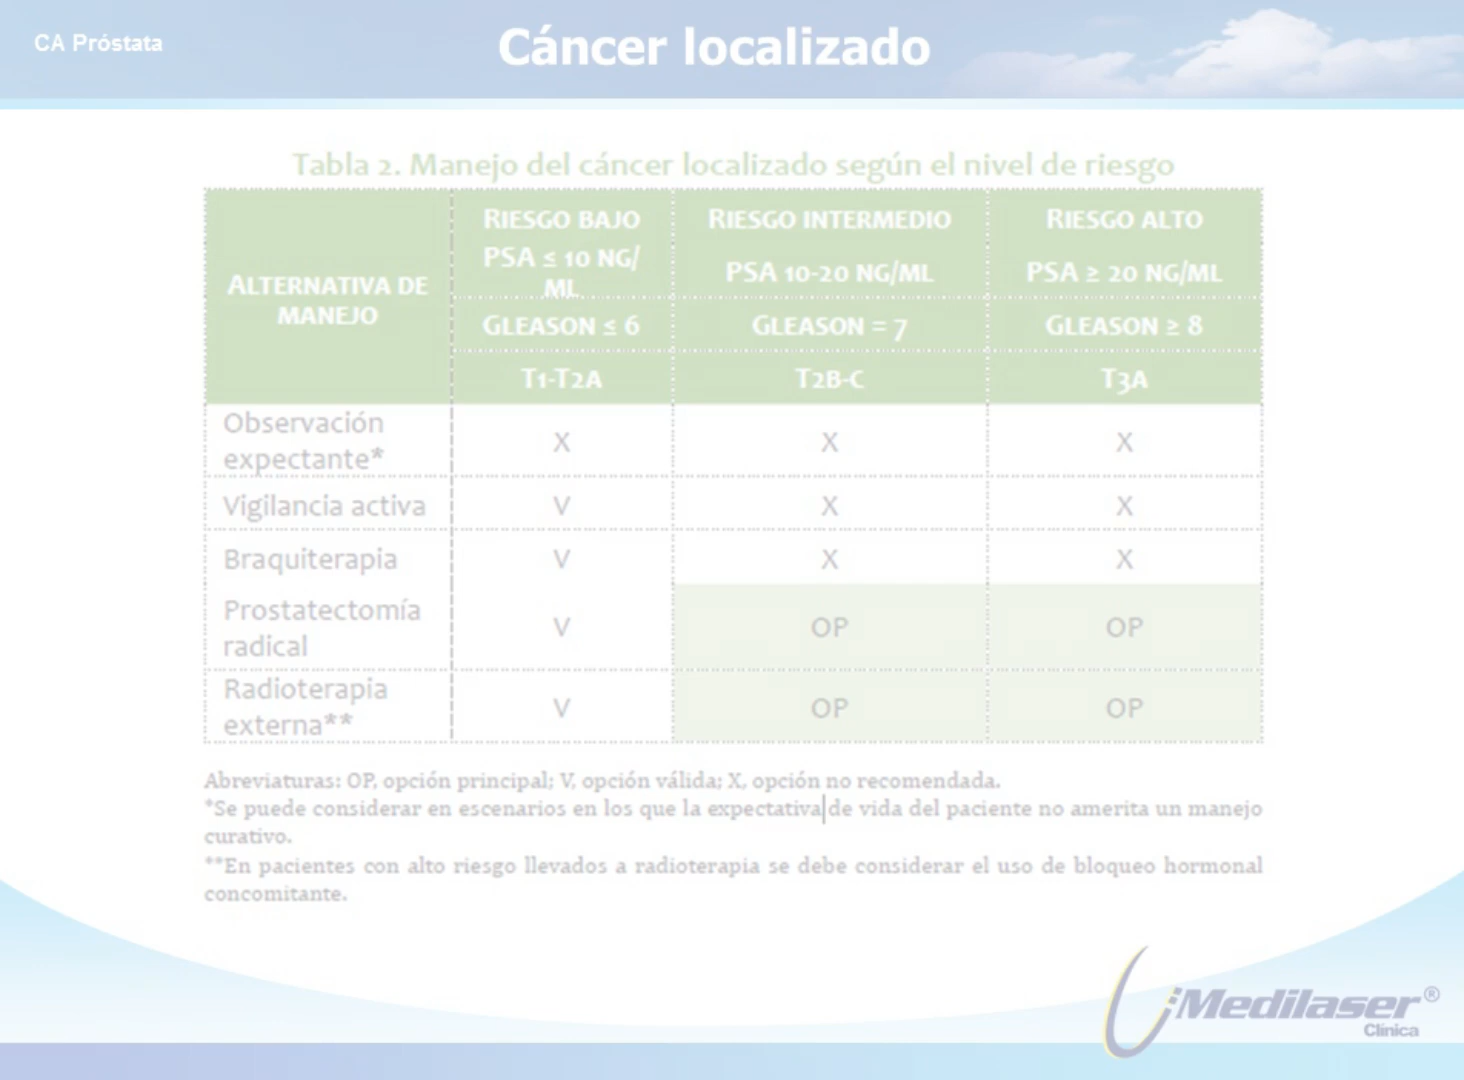 CA Próstata
Cáncer localizado
Tabla 2. Manejo del cáncer localizado según el nivel de riesgo
ALTERNATIVA DE
MANEJO
RIESGO BAJO
PSA ≤ 10 NG/
ML
RIESGO INTERMEDIO
PSA 10-20 NG/ML
RIESGO ALTO
PSA ≥ 20 NG/ML
GLEASON ≤ 6
GLEASON = 7
GLEASON ≥ 8
T1-T2A
T2B-C
T3A
Observación
expectante*
X
X
X
Vigilancia activa
V
X
X
Braquiterapia
V
X
X
Prostatectomía
radical
V
OP
OP
Radioterapia
externa**
V
OP
OP
Abreviaturas: OP, opción principal; V, opción válida; X, opción no recomendada.
*Se puede considerar en escenarios en los que la expectativa de vida del paciente no amerita un manejo
curativo.
**En pacientes con alto riesgo llevados a radioterapia se debe considerar el uso de bloqueo hormonal
concomitante.
Medilaser®
Clínica